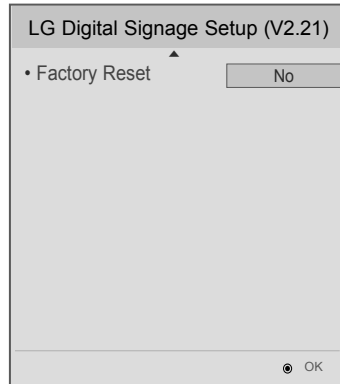 LG Digital Signage Setup (V2.21)
• Factory Reset No
OK